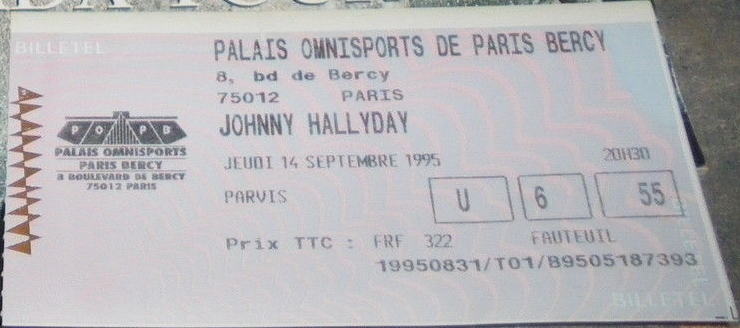 BILLETEL
PALAIS OMNISPORTS DE PARIS BERCY
8, bd de Bercy
75012 PARIS
JOHNNY HALLYDAY
POPB
PALAIS OMNISPORTS
PARIS BERCY
8 BOULEVARD DE BERCY
75012 PARIS
JEUDI 14 SEPTEMBRE 1995 20H30
PARVIS U 6 55
Prix TTC : FRF 322 FAUTEUIL
19950831/T01/B9505187393
BILLETEL